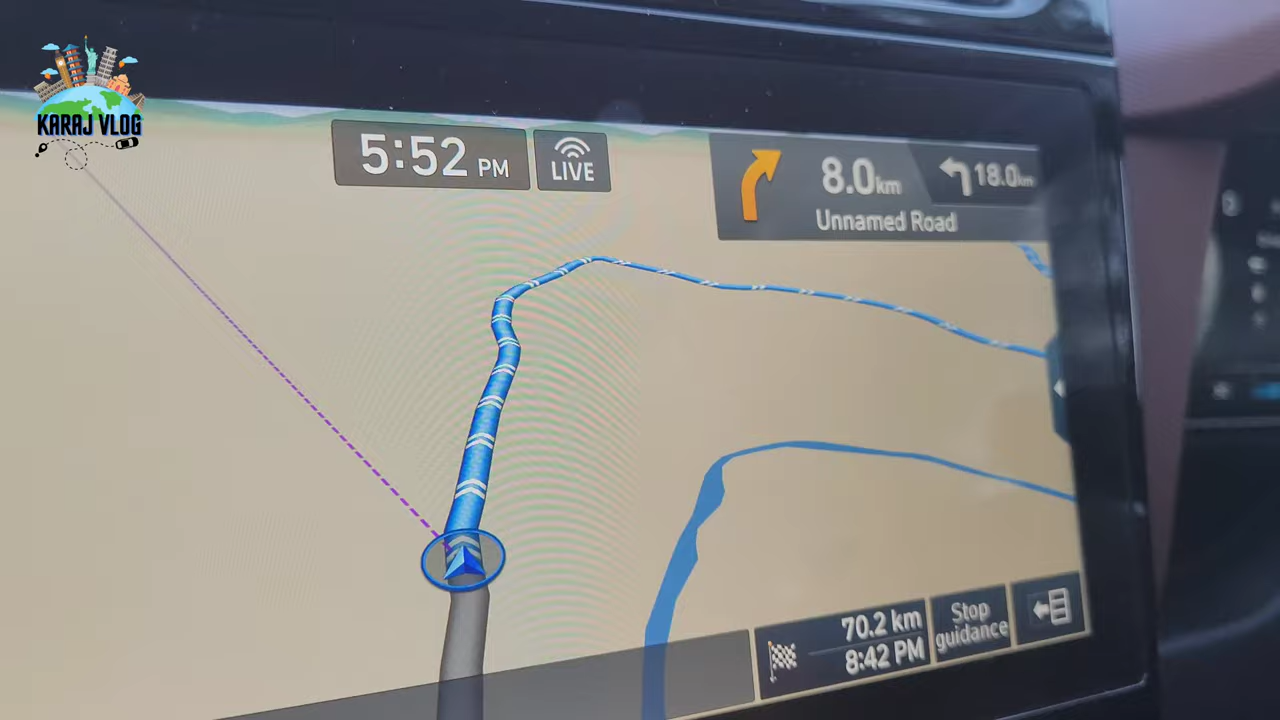 KARAJ VLOG
5:52 PM
LIVE
8.0km
18.0km
Unnamed Road
70.2 km
8:42 PM
Stop
guidance